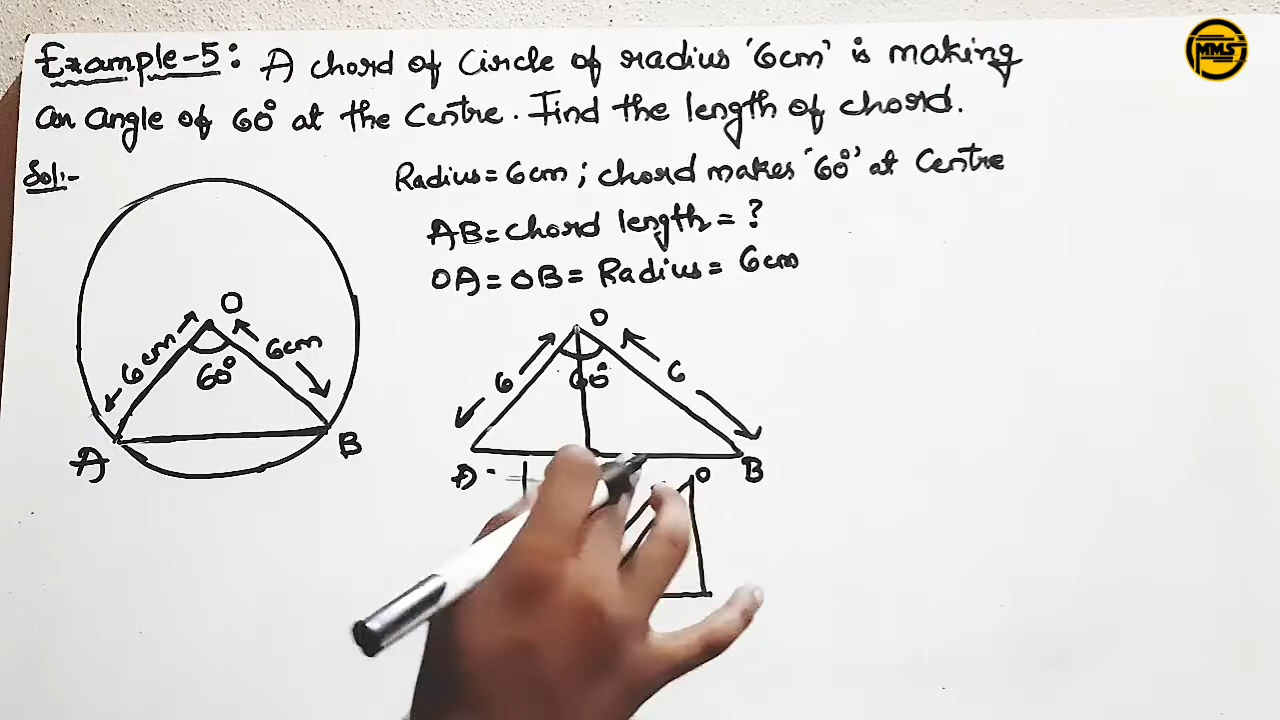 Example-5: A chord of circle of radius '6cm' is making
an angle of 60° at the Centre. Find the length of chord.
Sol:-
Radius = 6cm ; chord makes '60°' at Centre
AB = chord length = ?
OA = OB = Radius = 6cm
O
6cm
6cm
60°
A
B
O
6
6
60°
A
B
O
MMS